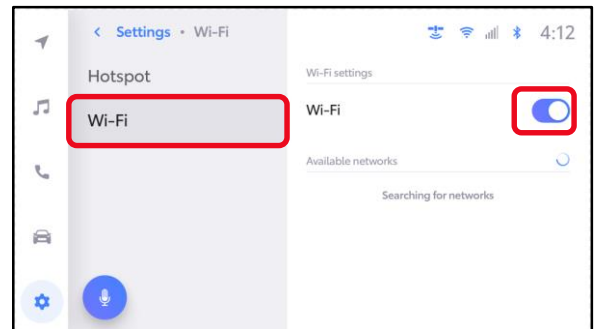 < Settings • Wi-Fi
4:12
Hotspot
Wi-Fi
Wi-Fi settings
Wi-Fi
Available networks
Searching for networks